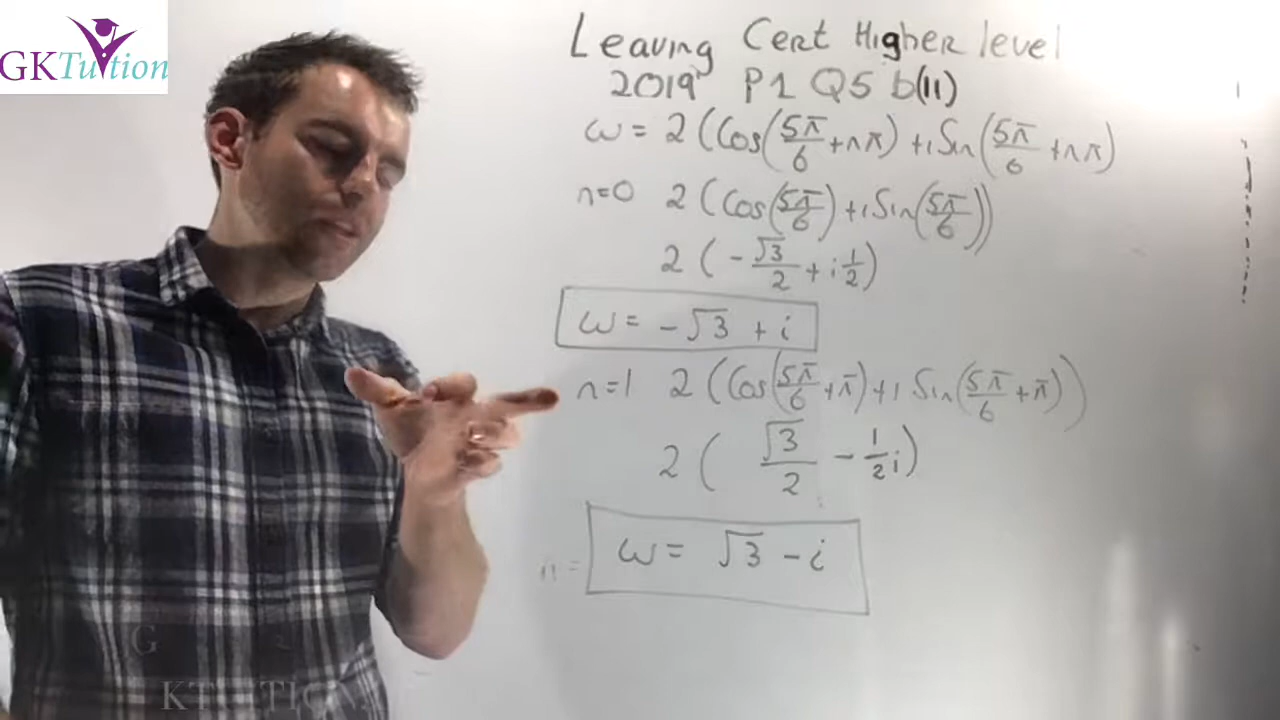 GKTuition
Leaving Cert Higher level
2019 P1 Q5 b(ii)
ω = 2(Cos(5π/6 + nπ) + i Sin(5π/6 + nπ)
n=0 2(Cos(5π/6) + i Sin(5π/6))
2(-√3/2 + i 1/2)
ω = -√3 + i
n=1 2(Cos(5π/6 + π) + i Sin(5π/6 + π))
2( √3/2 - 1/2 i)
n =
ω = √3 - i
G
KTUITION